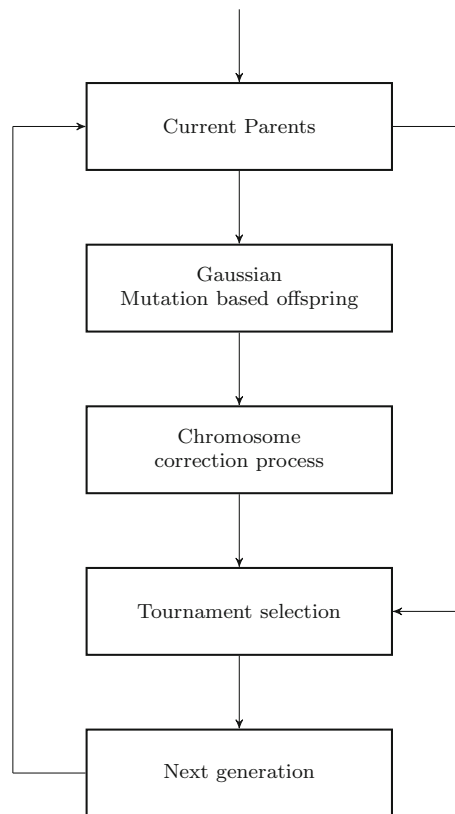 Current Parents
Gaussian
Mutation based offspring
Chromosome
correction process
Tournament selection
Next generation